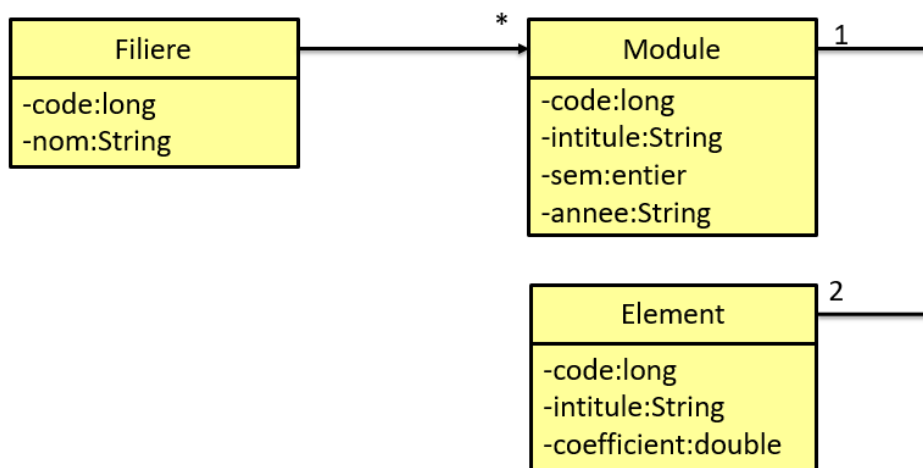 Filiere
-code:long
-nom:String
*
Module
1
-code:long
-intitule:String
-sem:entier
-annee:String
Element
2
-code:long
-intitule:String
-coefficient:double